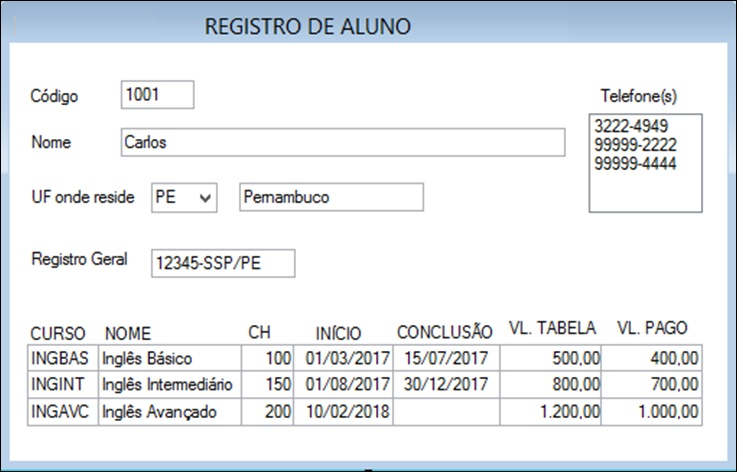 REGISTRO DE ALUNO
Código 1001
Telefone(s)
3222-4949
99999-2222
99999-4444
Nome Carlos
UF onde reside PE Pernambuco
Registro Geral 12345-SSP/PE
CURSO NOME CH INÍCIO CONCLUSÃO VL. TABELA VL. PAGO
INGBAS Inglês Básico 100 01/03/2017 15/07/2017 500,00 400,00
INGINT Inglês Intermediário 150 01/08/2017 30/12/2017 800,00 700,00
INGAVC Inglês Avançado 200 10/02/2018 1.200,00 1.000,00